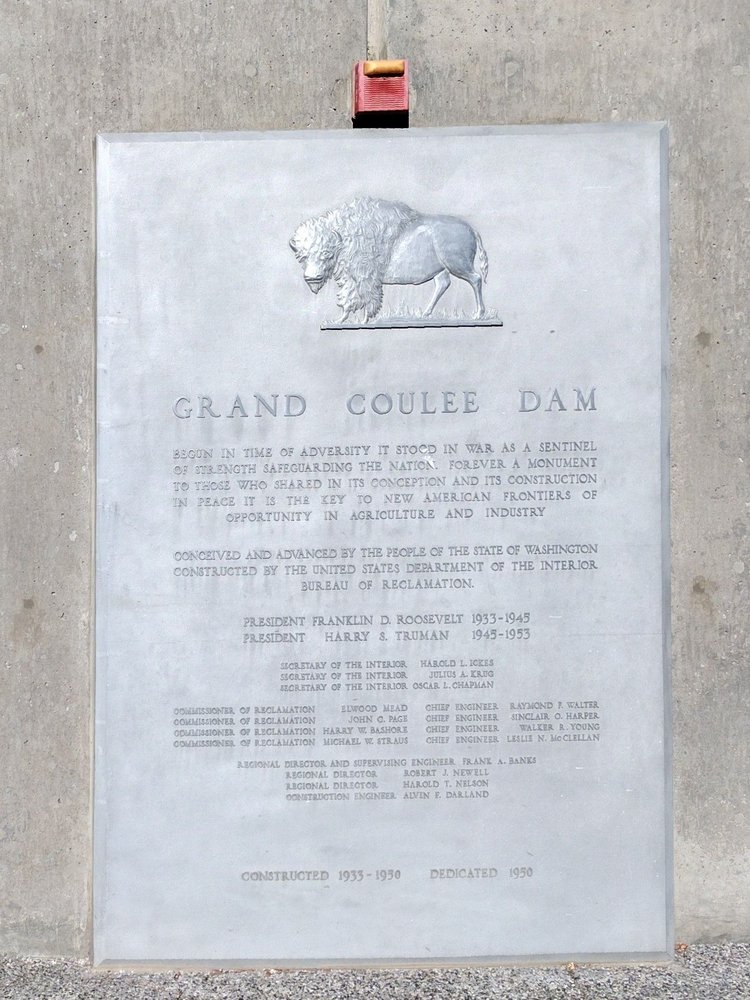 GRAND COULEE DAM
BEGUN IN TIME OF ADVERSITY IT STOOD IN WAR AS A SENTINEL
OF STRENGTH SAFEGUARDING THE NATION. FOREVER A MONUMENT
TO THOSE WHO SHARED IN ITS CONCEPTION AND ITS CONSTRUCTION
IN PEACE IT IS THE KEY TO NEW AMERICAN FRONTIERS OF
OPPORTUNITY IN AGRICULTURE AND INDUSTRY
CONCEIVED AND ADVANCED BY THE PEOPLE OF THE STATE OF WASHINGTON
CONSTRUCTED BY THE UNITED STATES DEPARTMENT OF THE INTERIOR
BUREAU OF RECLAMATION.
PRESIDENT FRANKLIN D. ROOSEVELT 1933-1945
PRESIDENT HARRY S. TRUMAN 1945-1953
SECRETARY OF THE INTERIOR HAROLD L. ICKES
SECRETARY OF THE INTERIOR JULIUS A. KRUG
SECRETARY OF THE INTERIOR OSCAR L. CHAPMAN
COMMISSIONER OF RECLAMATION ELWOOD MEAD CHIEF ENGINEER RAYMOND F. WALTER
COMMISSIONER OF RECLAMATION JOHN C. PAGE CHIEF ENGINEER SINCLAIR O. HARPER
COMMISSIONER OF RECLAMATION HARRY W. BASHORE CHIEF ENGINEER WALKER R. YOUNG
COMMISSIONER OF RECLAMATION MICHAEL W. STRAUS CHIEF ENGINEER LESLIE N. McCLELLAN
REGIONAL DIRECTOR AND SUPERVISING ENGINEER FRANK A. BANKS
REGIONAL DIRECTOR ROBERT J. NEWELL
REGIONAL DIRECTOR HAROLD T. NELSON
CONSTRUCTION ENGINEER ALVIN F. DARLAND
CONSTRUCTED 1933-1950 DEDICATED 1950